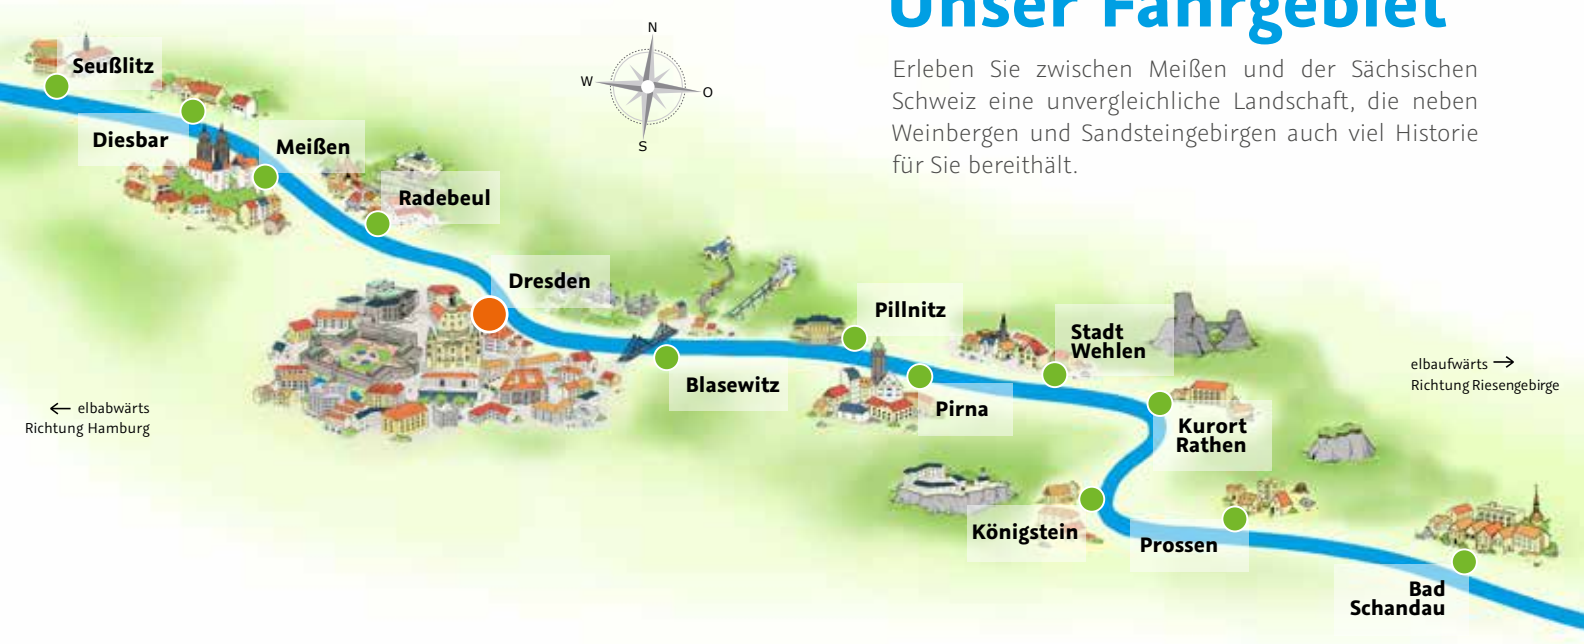 Unser Fahrgebiet
Erleben Sie zwischen Meißen und der Sächsischen
Schweiz eine unvergleichliche Landschaft, die neben
Weinbergen und Sandsteingebirgen auch viel Historie
für Sie bereithält.
N
W
O
S
Seußlitz
Diesbar
Meißen
Radebeul
Dresden
Blasewitz
Pillnitz
Pirna
Stadt
Wehlen
Kurort
Rathen
Königstein
Prossen
Bad
Schandau
← elbabwärts
Richtung Hamburg
elbaufwärts →
Richtung Riesengebirge